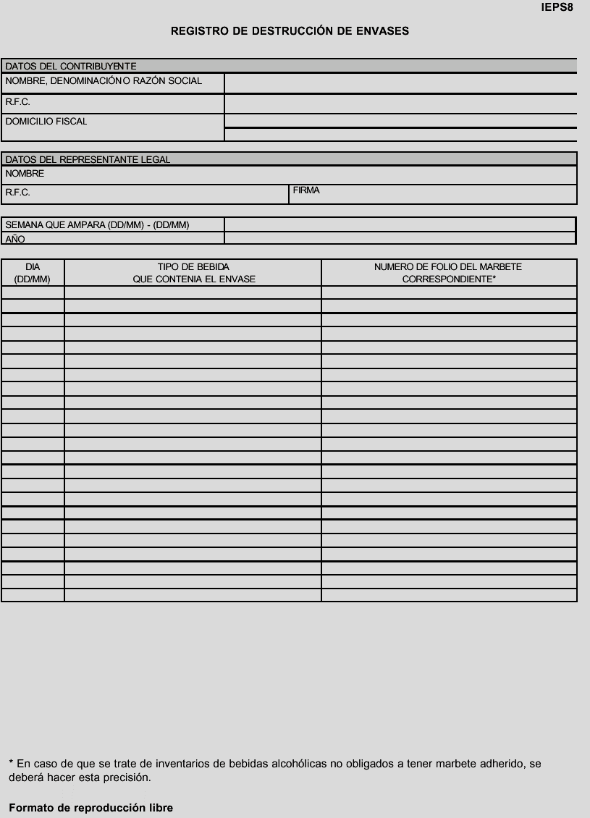 IEPS8
REGISTRO DE DESTRUCCIÓN DE ENVASES
DATOS DEL CONTRIBUYENTE
NOMBRE, DENOMINACIÓN O RAZÓN SOCIAL
R.F.C.
DOMICILIO FISCAL
DATOS DEL REPRESENTANTE LEGAL
NOMBRE
R.F.C. FIRMA
SEMANA QUE AMPARA (DD/MM) - (DD/MM)
AÑO
DIA TIPO DE BEBIDA NUMERO DE FOLIO DEL MARBETE
(DD/MM) QUE CONTENIA EL ENVASE CORRESPONDIENTE*
* En caso de que se trate de inventarios de bebidas alcohólicas no obligados a tener marbete adherido, se
deberá hacer esta precisión.
Formato de reproducción libre